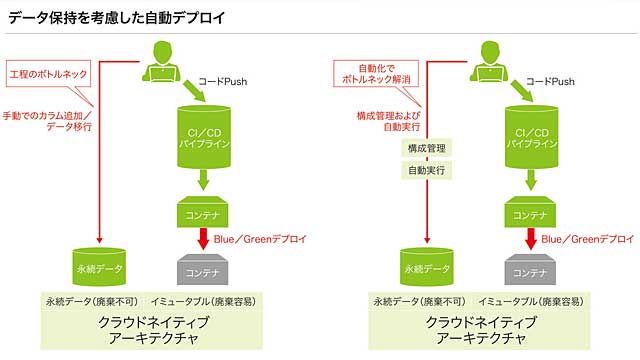 データ保持を考慮した自動デプロイ
工程のボトルネック
コードPush
手動でのカラム追加／
データ移行
CI／CD
パイプライン
コンテナ
Blue／Greenデプロイ
永続データ
コンテナ
永続データ（廃棄不可）
イミュータブル（廃棄容易）
クラウドネイティブ
アーキテクチャ
自動化で
ボトルネック解消
コードPush
構成管理および
自動実行
CI／CD
パイプライン
構成管理
自動実行
コンテナ
Blue／Greenデプロイ
永続データ
コンテナ
永続データ（廃棄不可）
イミュータブル（廃棄容易）
クラウドネイティブ
アーキテクチャ